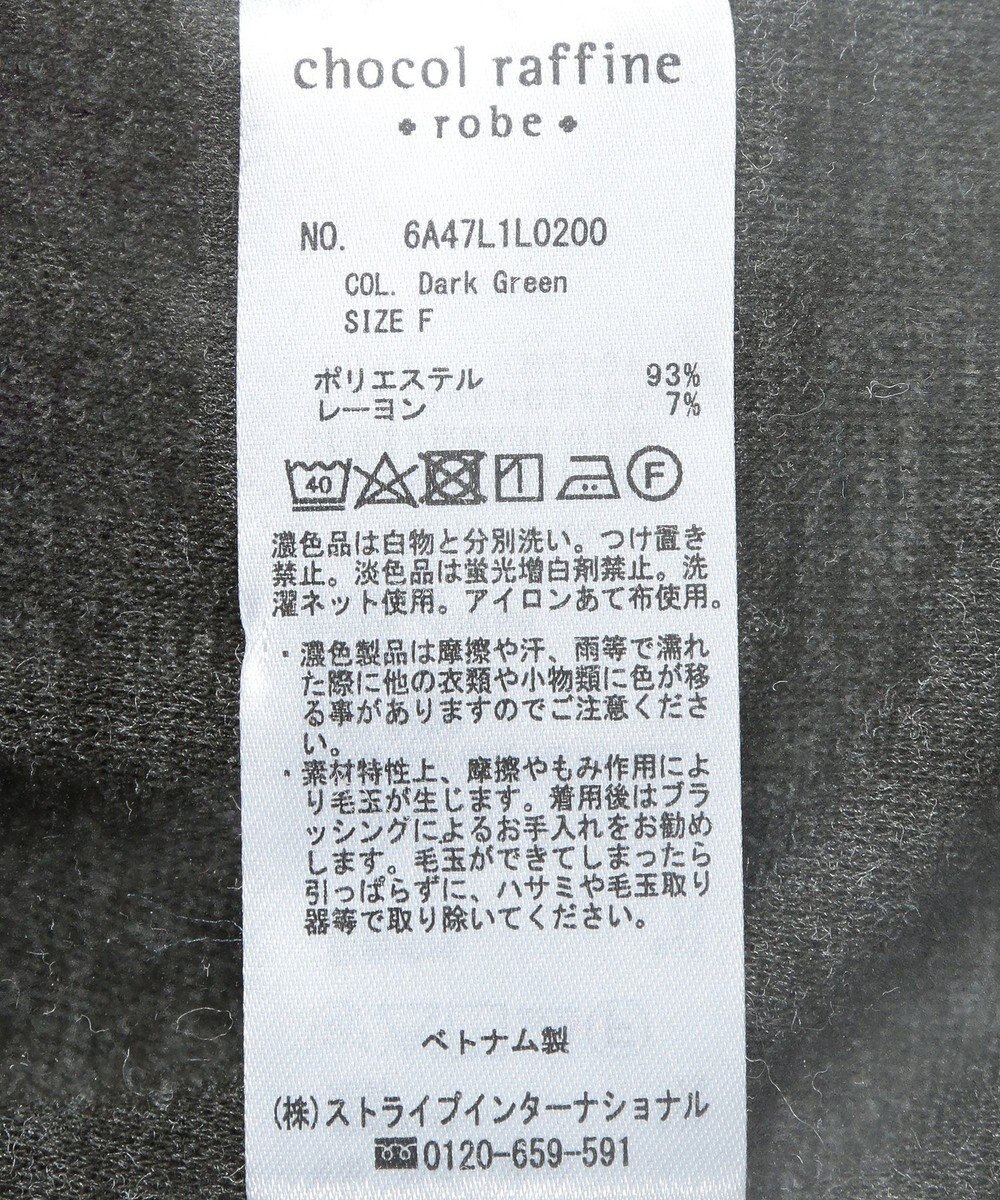 chocol raffine
robe
NO. 6A47L1L0200
COL. Dark Green
SIZE F
ポリエステル 93%
レーヨン 7%
40 F
濃色品は白物と分別洗い。つけ置き
禁止。淡色品は蛍光増白剤禁止。洗
濯ネット使用。アイロンあて布使用。
・濃色製品は摩擦や汗、雨等で濡れ
た際に他の衣類や小物類に色が移
る事がありますのでご注意くださ
い。
・素材特性上、摩擦やもみ作用によ
り毛玉が生じます。着用後はブラ
ッシングによるお手入れをお勧め
します。毛玉ができてしまったら
引っぱらずに、ハサミや毛玉取り
器等で取り除いてください。
ベトナム製
(株)ストライプインターナショナル
0120-659-591